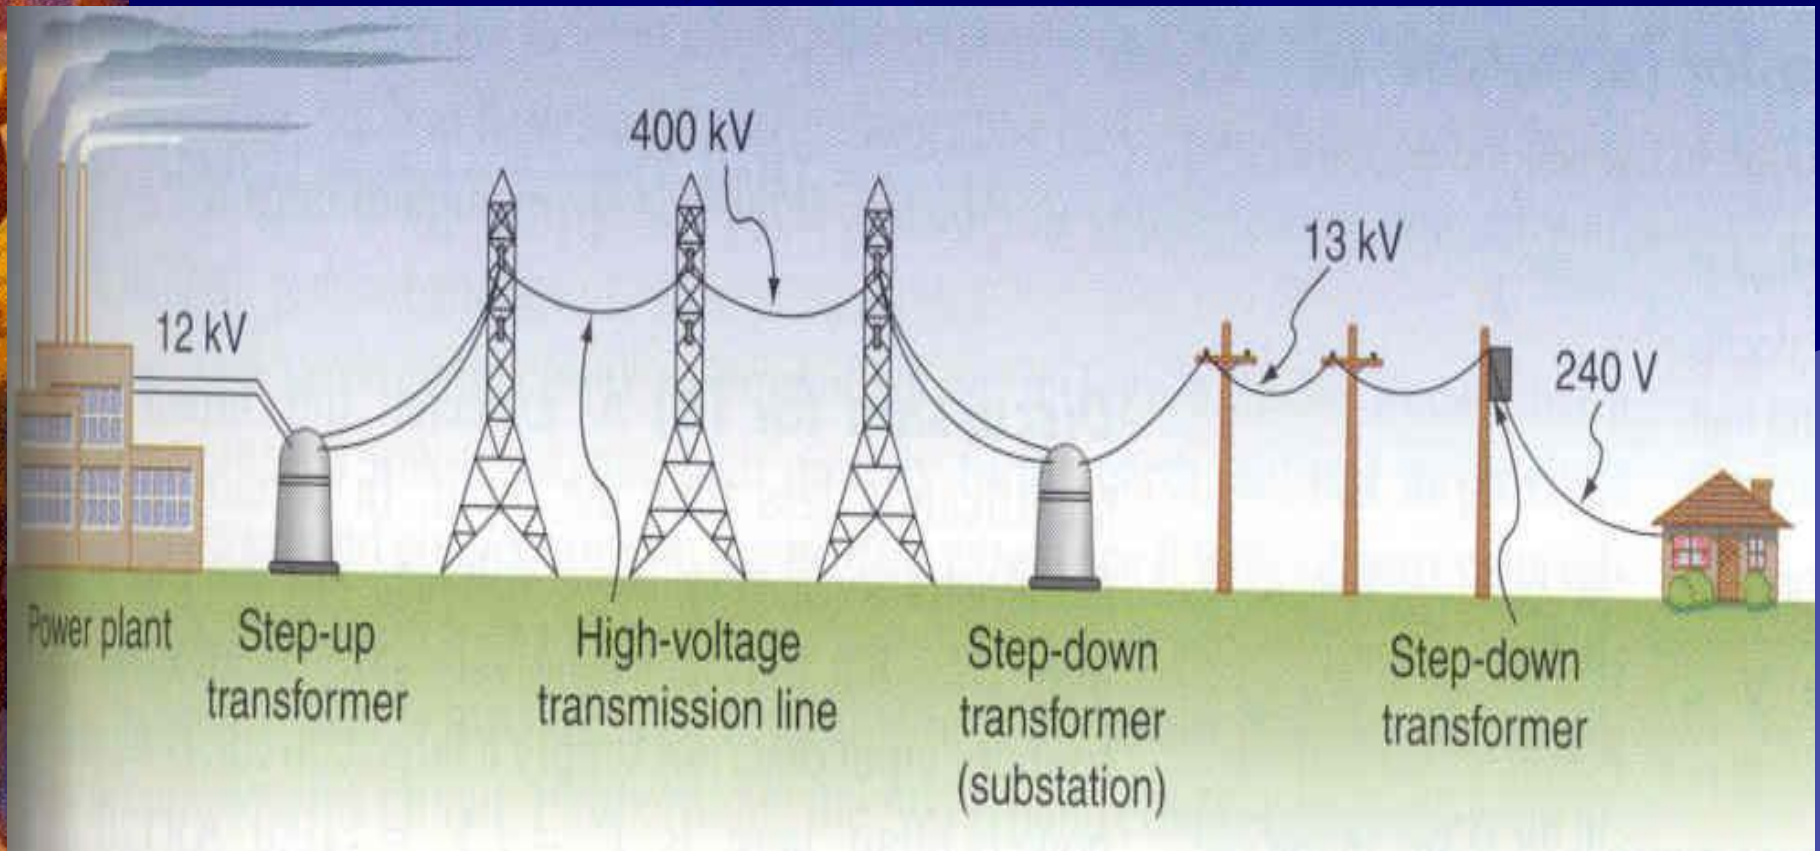 400 kV
13 kV
12 kV
240 V
Power plant
Step-up
transformer
High-voltage
transmission line
Step-down
transformer
(substation)
Step-down
transformer